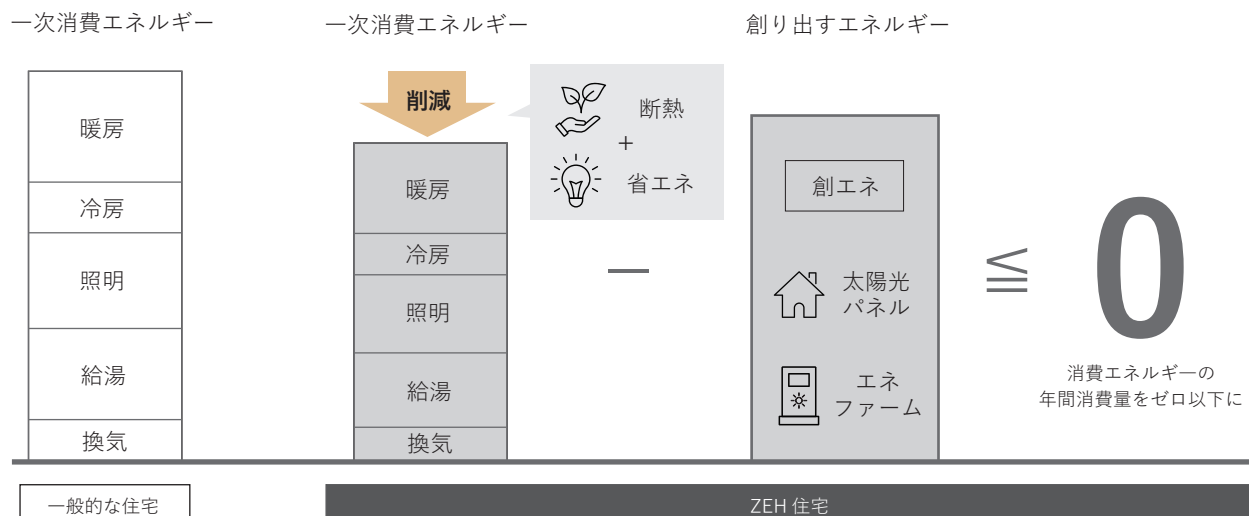 一次消費エネルギー
暖房
冷房
照明
給湯
換気
一般的な住宅
一次消費エネルギー
削減
断熱
+
省エネ
暖房
冷房
照明
給湯
換気
—
創り出すエネルギー
創エネ
太陽光
パネル
エネ
ファーム
≦
0
消費エネルギーの
年間消費量をゼロ以下に
ZEH 住宅